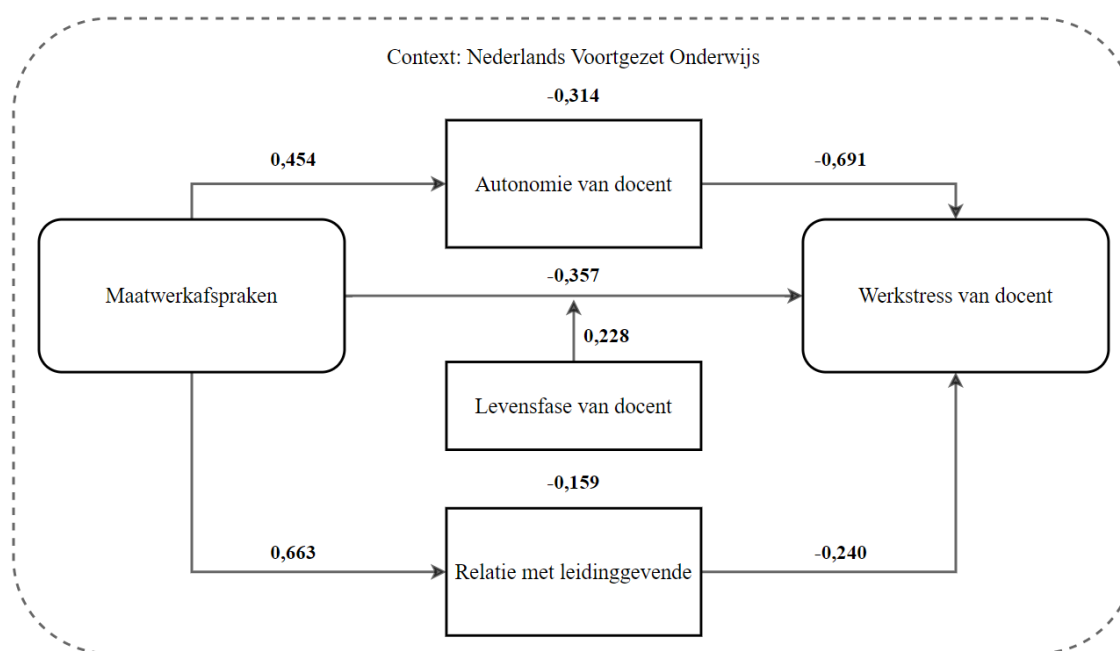 Context: Nederlands Voortgezet Onderwijs
-0,314
0,454
-0,691
Autonomie van docent
-0,357
Maatwerkafspraken
Werkstress van docent
0,228
Levensfase van docent
-0,159
0,663
-0,240
Relatie met leidinggevende